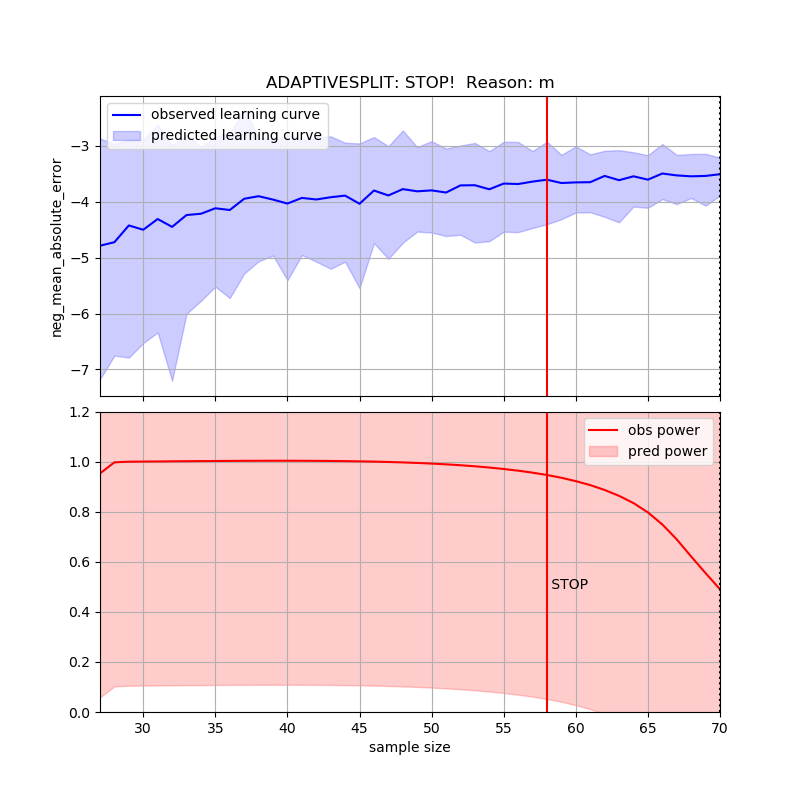 ADAPTIVESPLIT: STOP!  Reason: m
observed learning curve
predicted learning curve
neg_mean_absolute_error
−3
−4
−5
−6
−7
obs power
pred power
STOP
1.2
1.0
0.8
0.6
0.4
0.2
0.0
30 35 40 45 50 55 60 65 70
sample size